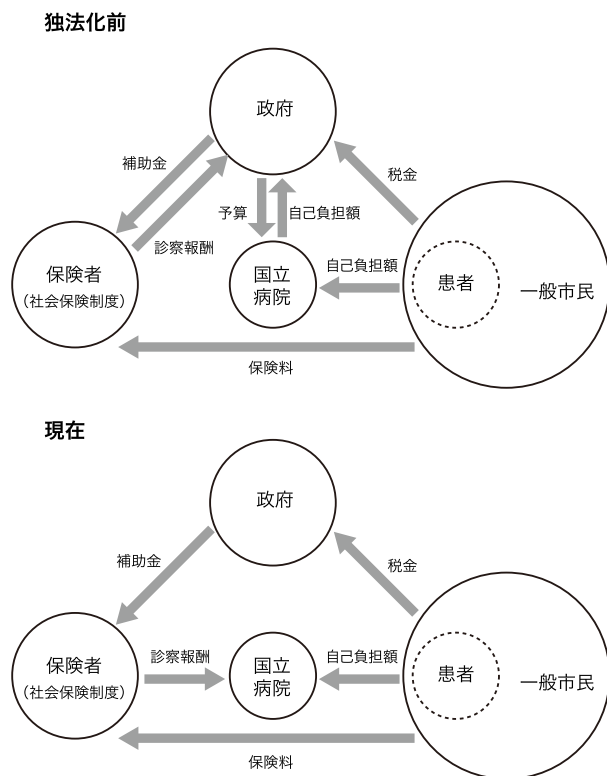 独法化前
政府
補助金
税金
診察報酬
予算
自己負担額
保険者
（社会保険制度）
国立
病院
自己負担額
患者
一般市民
保険料
現在
政府
補助金
税金
保険者
（社会保険制度）
診察報酬
国立
病院
自己負担額
患者
一般市民
保険料